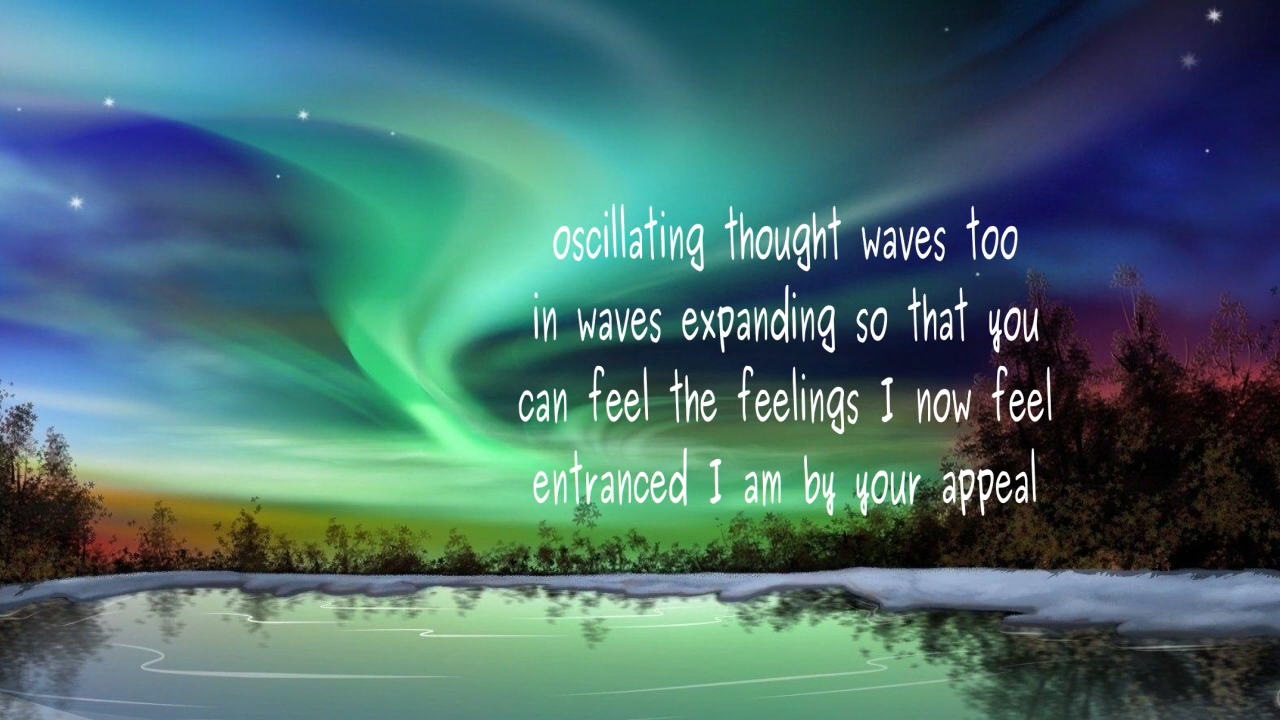 oscillating thought waves too
in waves expanding so that you
can feel the feelings I now feel
entranced I am by your appeal